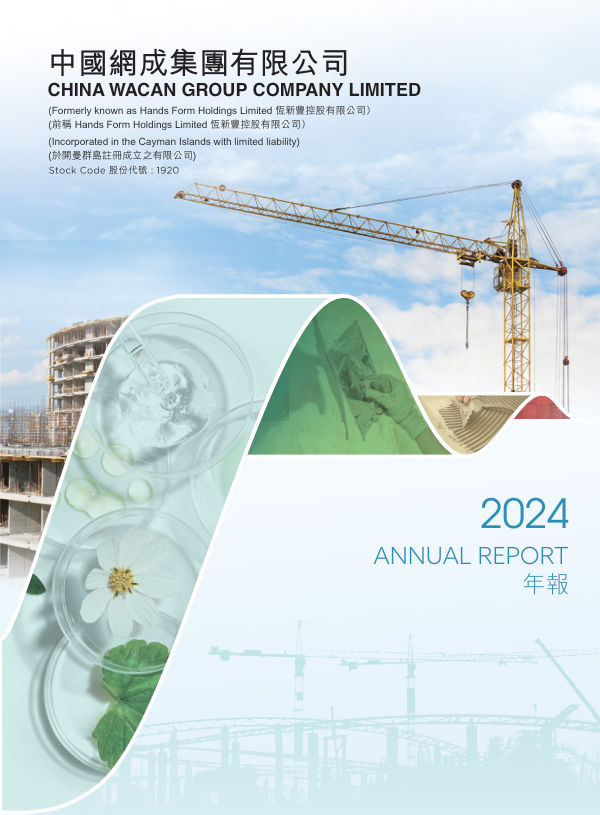 中國網成集團有限公司
CHINA WACAN GROUP COMPANY LIMITED
(Formerly known as Hands Form Holdings Limited 恆新豐控股有限公司）
(前稱 Hands Form Holdings Limited 恆新豐控股有限公司）
(Incorporated in the Cayman Islands with limited liability)
(於開曼群島註冊成立之有限公司)
Stock Code 股份代號 : 1920
2024
ANNUAL REPORT
年報